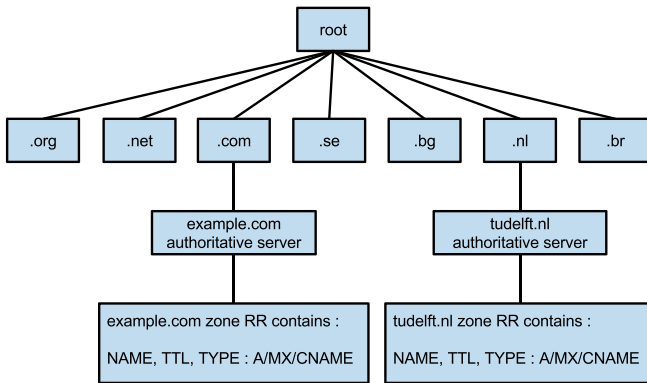 root
.org
.net
.com
.se
.bg
.nl
.br
example.com
authoritative server
tudelft.nl
authoritative server
example.com zone RR contains :
NAME, TTL, TYPE : A/MX/CNAME
tudelft.nl zone RR contains :
NAME, TTL, TYPE : A/MX/CNAME